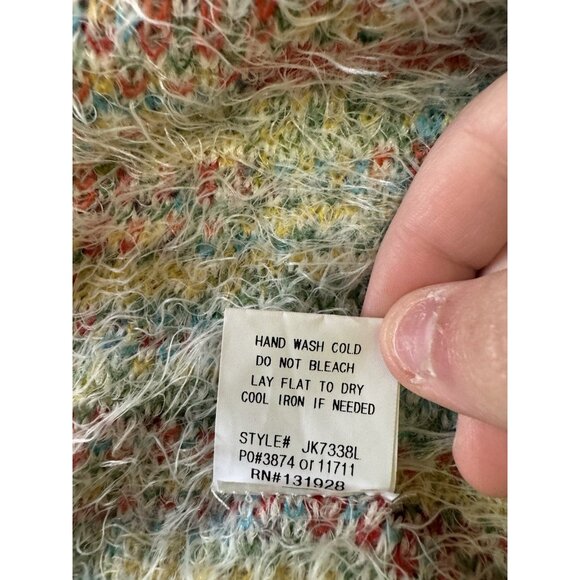 HAND WASH COLD
DO NOT BLEACH
LAY FLAT TO DRY
COOL IRON IF NEEDED
STYLE# JK7338L
PO#3874 or 11711
RN#131928